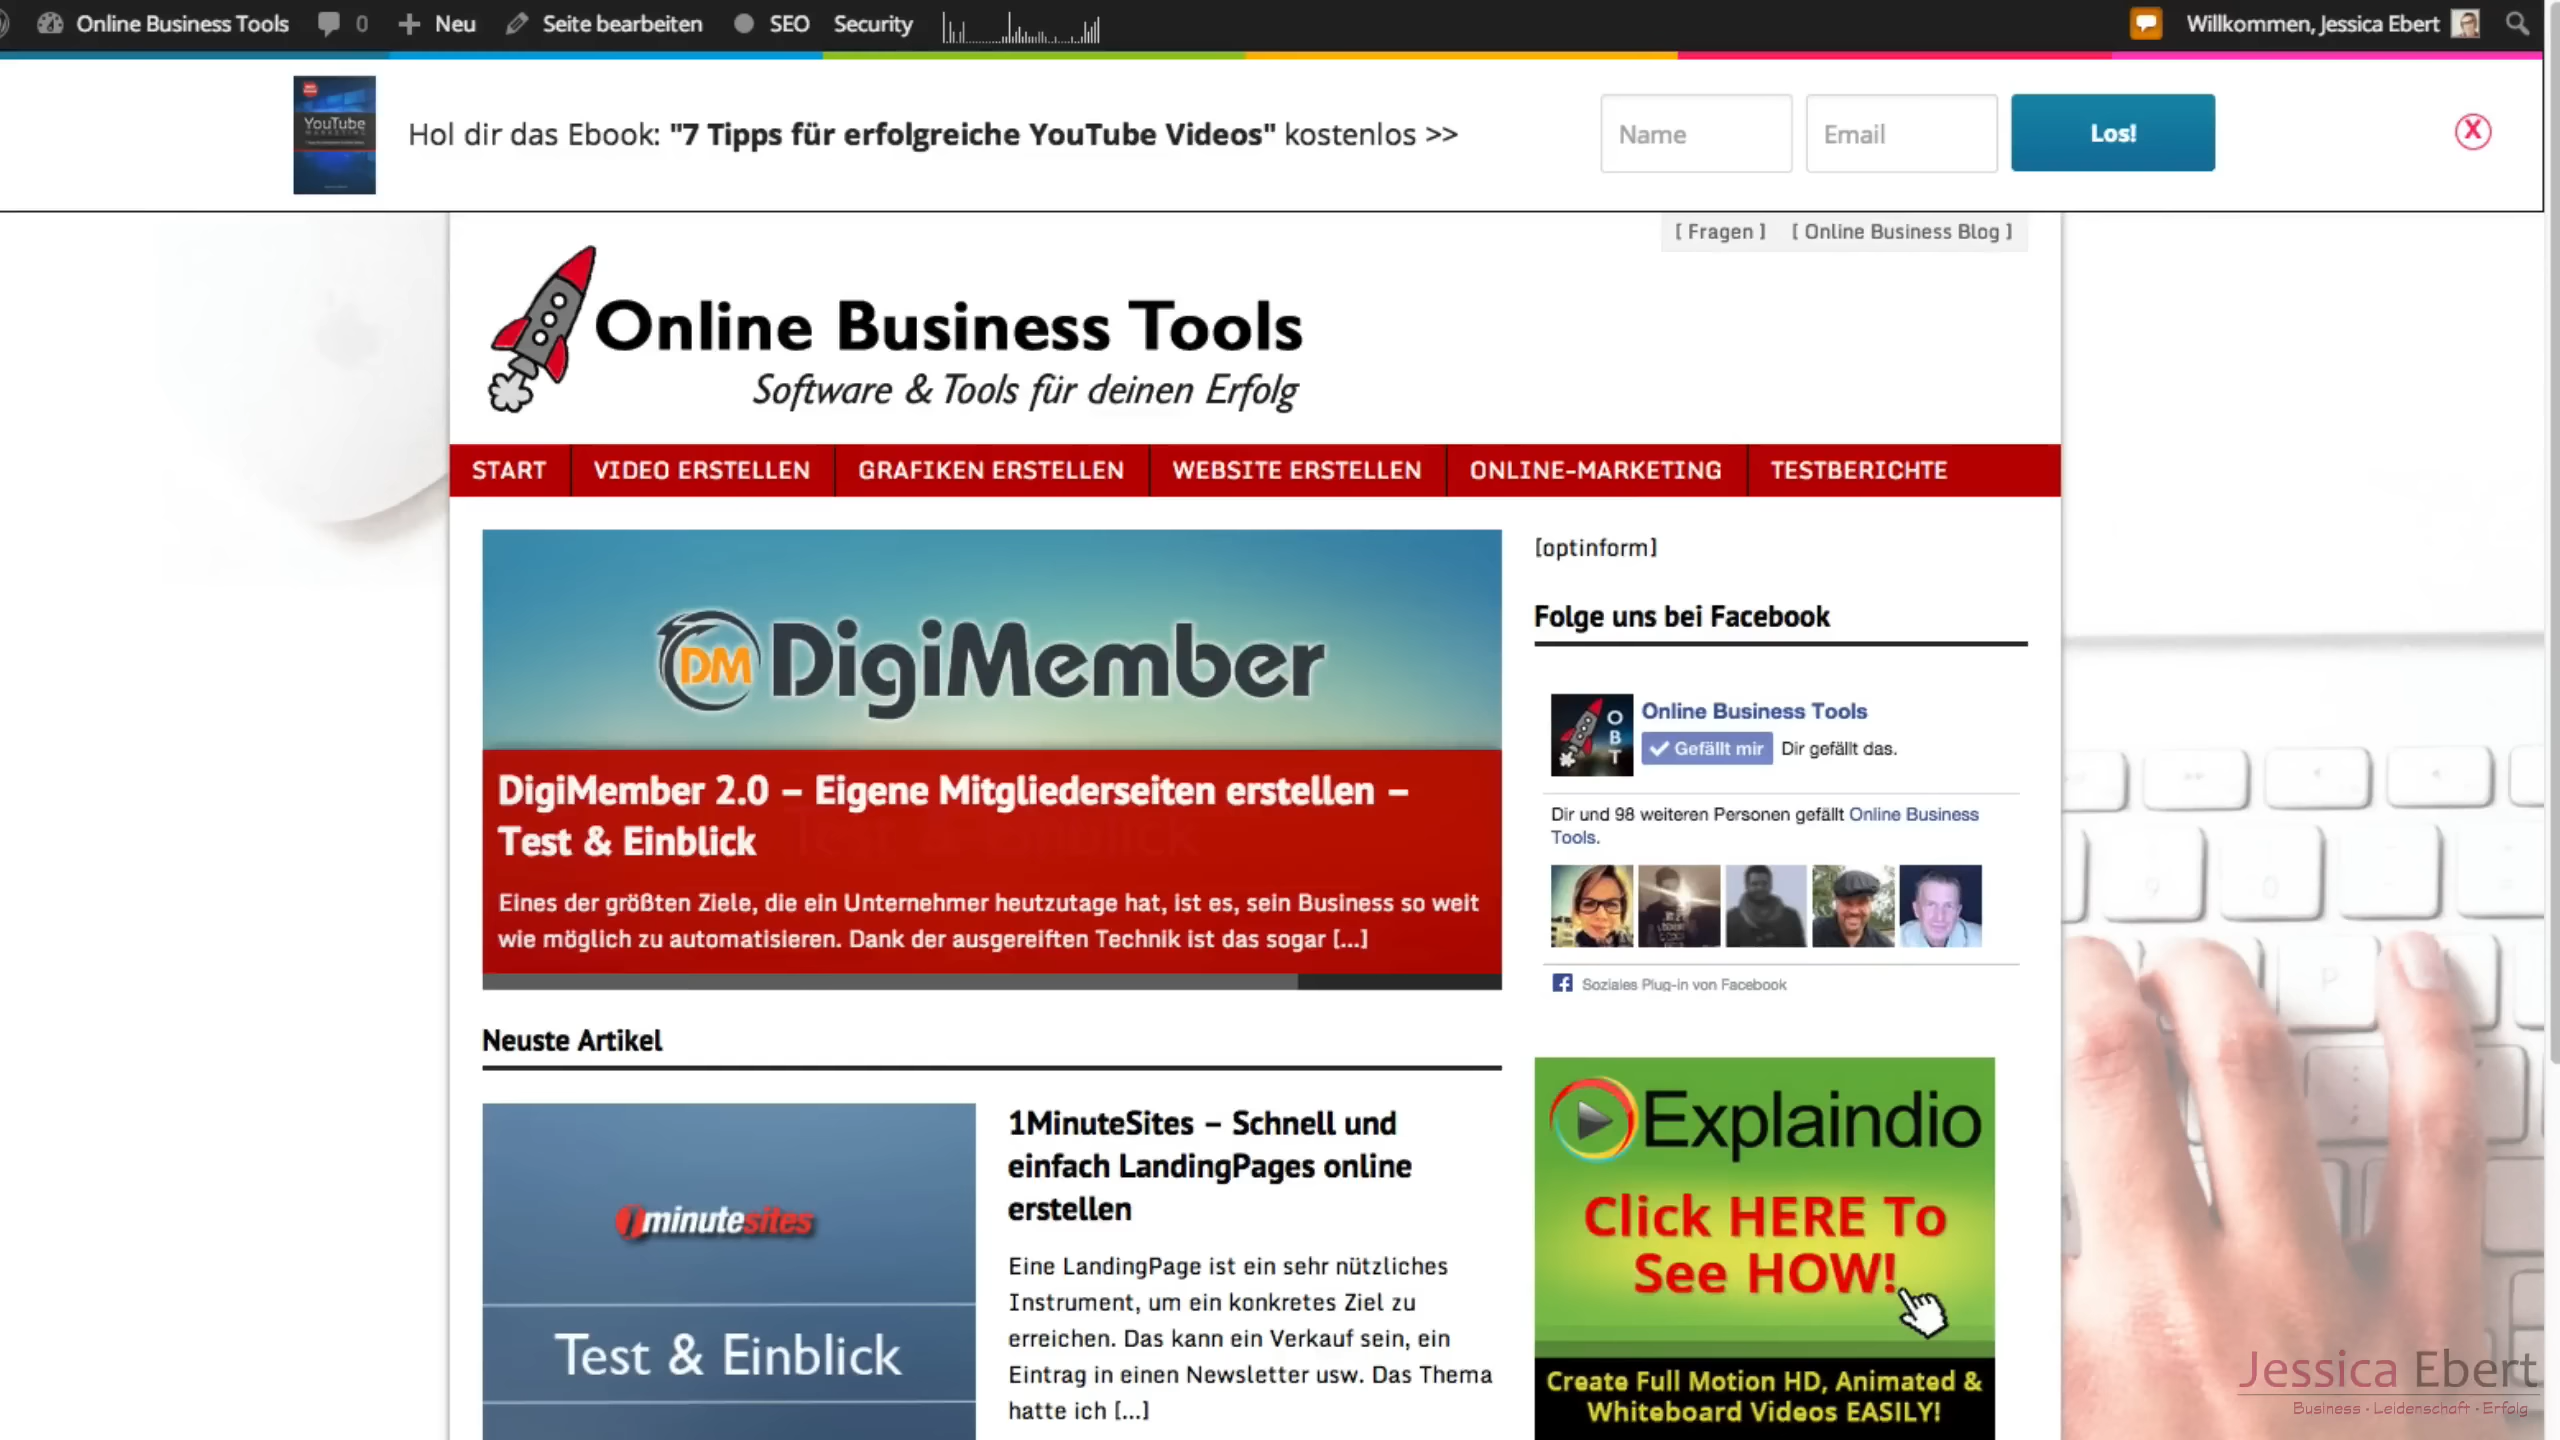 Online Business Tools 0 Neu Seite bearbeiten SEO Security Willkommen, Jessica Ebert
YouTube
Hol dir das Ebook: "7 Tipps für erfolgreiche YouTube Videos" kostenlos >> Name Email Los! X
[ Fragen ] [ Online Business Blog ]
Online Business Tools
Software & Tools für deinen Erfolg
START VIDEO ERSTELLEN GRAFIKEN ERSTELLEN WEBSITE ERSTELLEN ONLINE-MARKETING TESTBERICHTE
DM DigiMember
DigiMember 2.0 – Eigene Mitgliederseiten erstellen –
Test & Einblick
Eines der größten Ziele, die ein Unternehmer heutzutage hat, ist es, sein Business so weit
wie möglich zu automatisieren. Dank der ausgereiften Technik ist das sogar [...]
[optinform]
Folge uns bei Facebook
OBT
Online Business Tools
Gefällt mir Dir gefällt das.
Dir und 98 weiteren Personen gefällt Online Business
Tools.
Soziales Plug-in von Facebook
Neuste Artikel
1minutesites
Test & Einblick
1MinuteSites – Schnell und
einfach LandingPages online
erstellen
Eine LandingPage ist ein sehr nützliches
Instrument, um ein konkretes Ziel zu
erreichen. Das kann ein Verkauf sein, ein
Eintrag in einen Newsletter usw. Das Thema
hatte ich [...]
Explaindio
Click HERE To
See HOW!
Create Full Motion HD, Animated &
Whiteboard Videos EASILY!
Jessica Ebert
Business · Leidenschaft · Erfolg